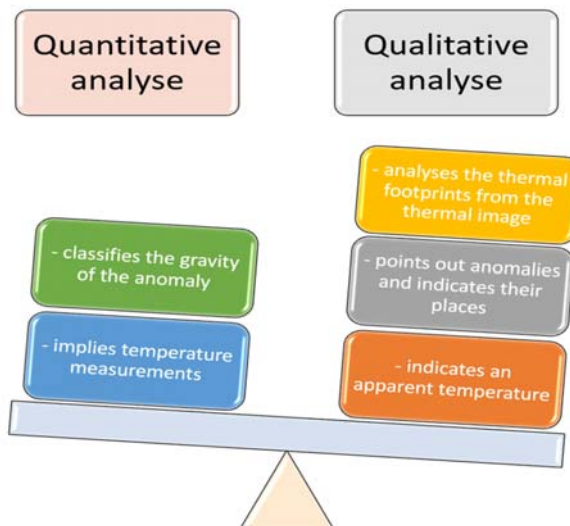 Quantitative
analyse
Qualitative
analyse
- classifies the gravity
of the anomaly
- implies temperature
measurements
- analyses the thermal
footprints from the
thermal image
- points out anomalies
and indicates their
places
- indicates an
apparent temperature